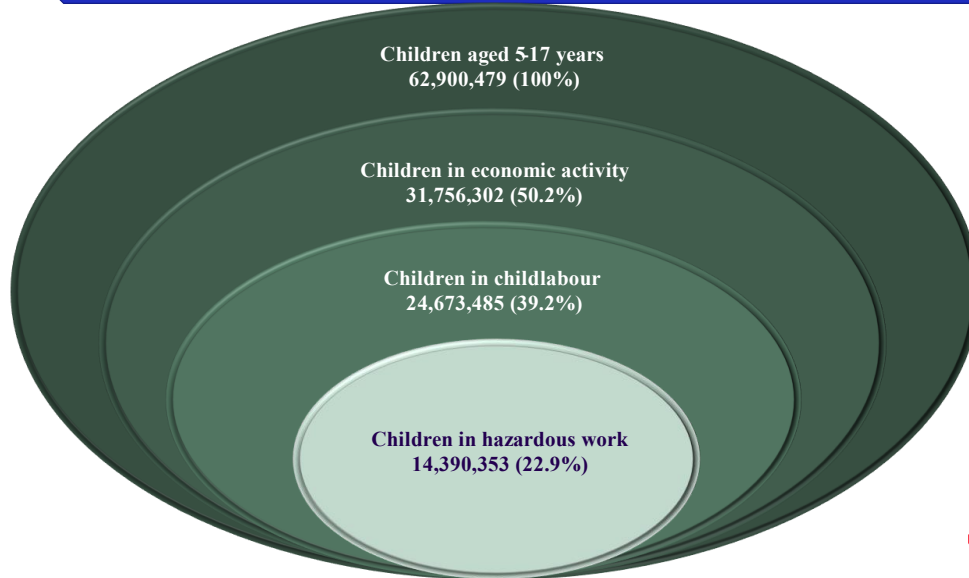 Children aged 5-17 years
62,900,479 (100%)
Children in economic activity
31,756,302 (50.2%)
Children in childlabour
24,673,485 (39.2%)
Children in hazardous work
14,390,353 (22.9%)